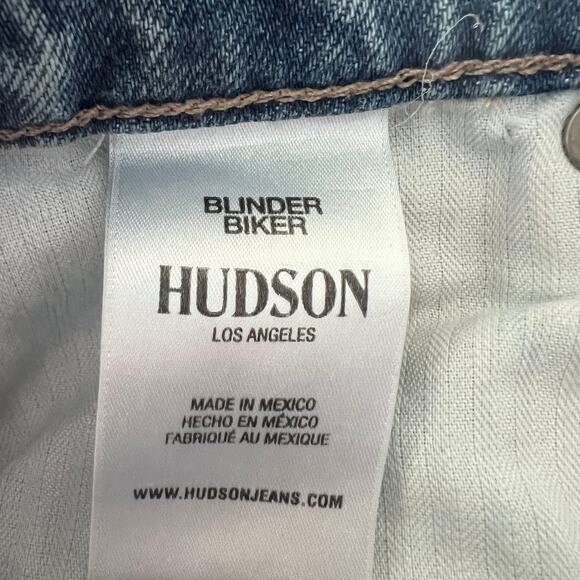 BLINDER
BIKER
HUDSON
LOS ANGELES
MADE IN MEXICO
HECHO EN MÉXICO
FABRIQUÉ AU MEXIQUE
WWW.HUDSONJEANS.COM